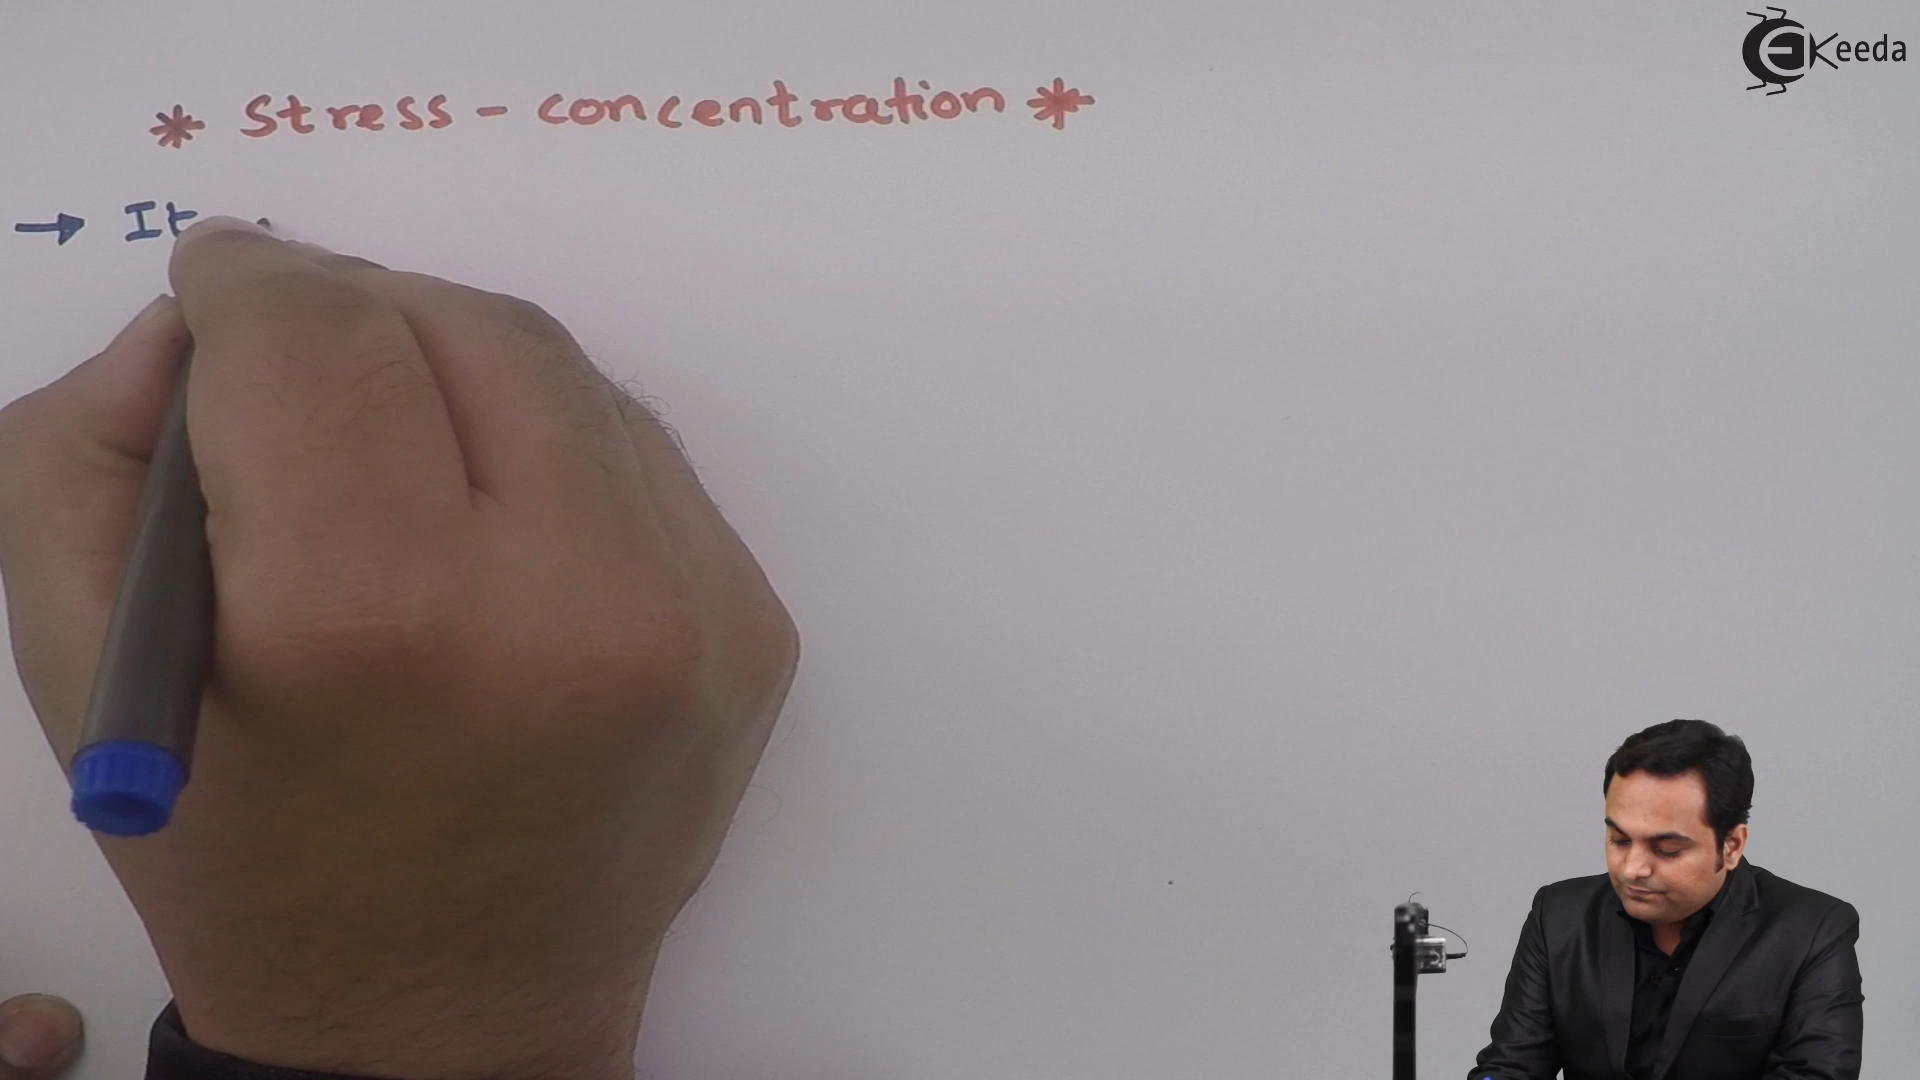 EKeeda
* Stress - concentration *
→ It